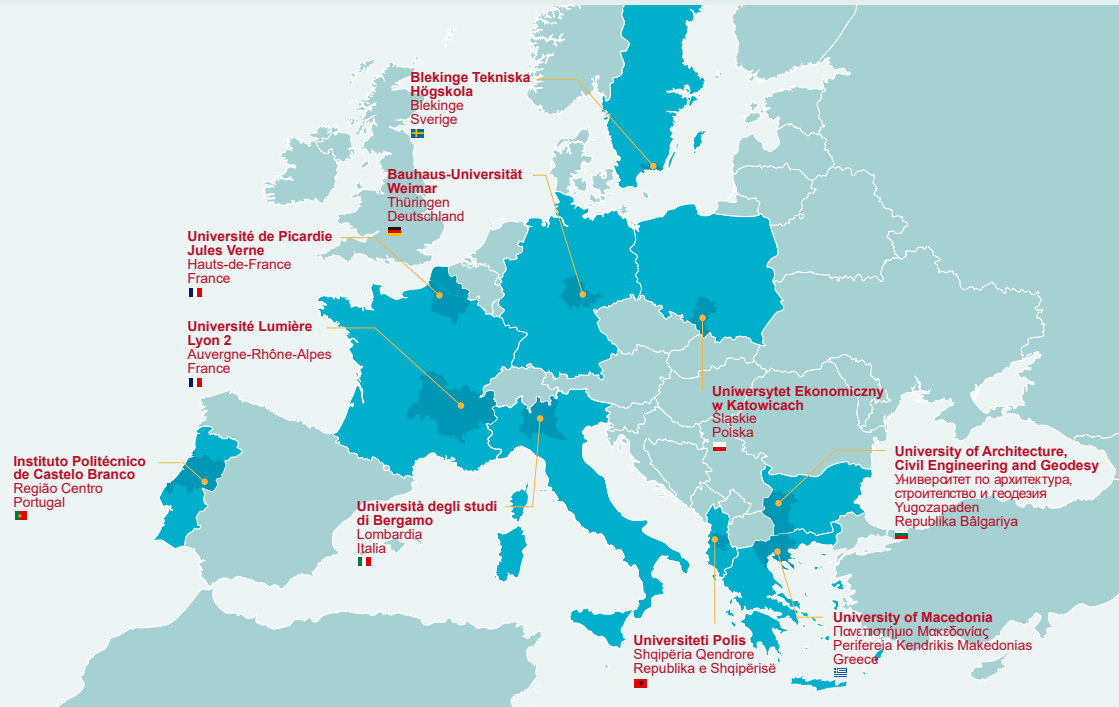 Blekinge Tekniska
Högskola
Blekinge
Sverige
Bauhaus-Universität
Weimar
Thüringen
Deutschland
Université de Picardie
Jules Verne
Hauts-de-France
France
Université Lumière
Lyon 2
Auvergne-Rhône-Alpes
France
Uniwersytet Ekonomiczny
w Katowicach
Śląskie
Polska
Instituto Politécnico
de Castelo Branco
Região Centro
Portugal
Università degli studi
di Bergamo
Lombardia
Italia
University of Architecture,
Civil Engineering and Geodesy
Университет по архитектура,
строителство и геодезия
Yugozapaden
Republika Bâlgariya
Universiteti Polis
Shqipëria Qendrore
Republika e Shqipërisë
University of Macedonia
Πανεπιστήμιο Μακεδονίας
Perifereja Kendrikis Makedonias
Greece